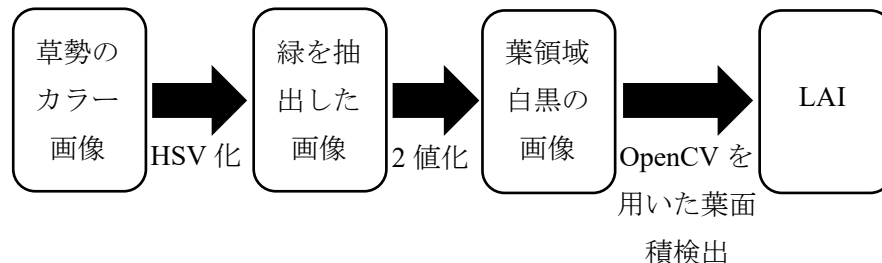 草勢の
カラー
画像
HSV 化
緑を抽
出した
画像
2 値化
葉領域
白黒の
画像
OpenCV を
用いた葉面
積検出
LAI